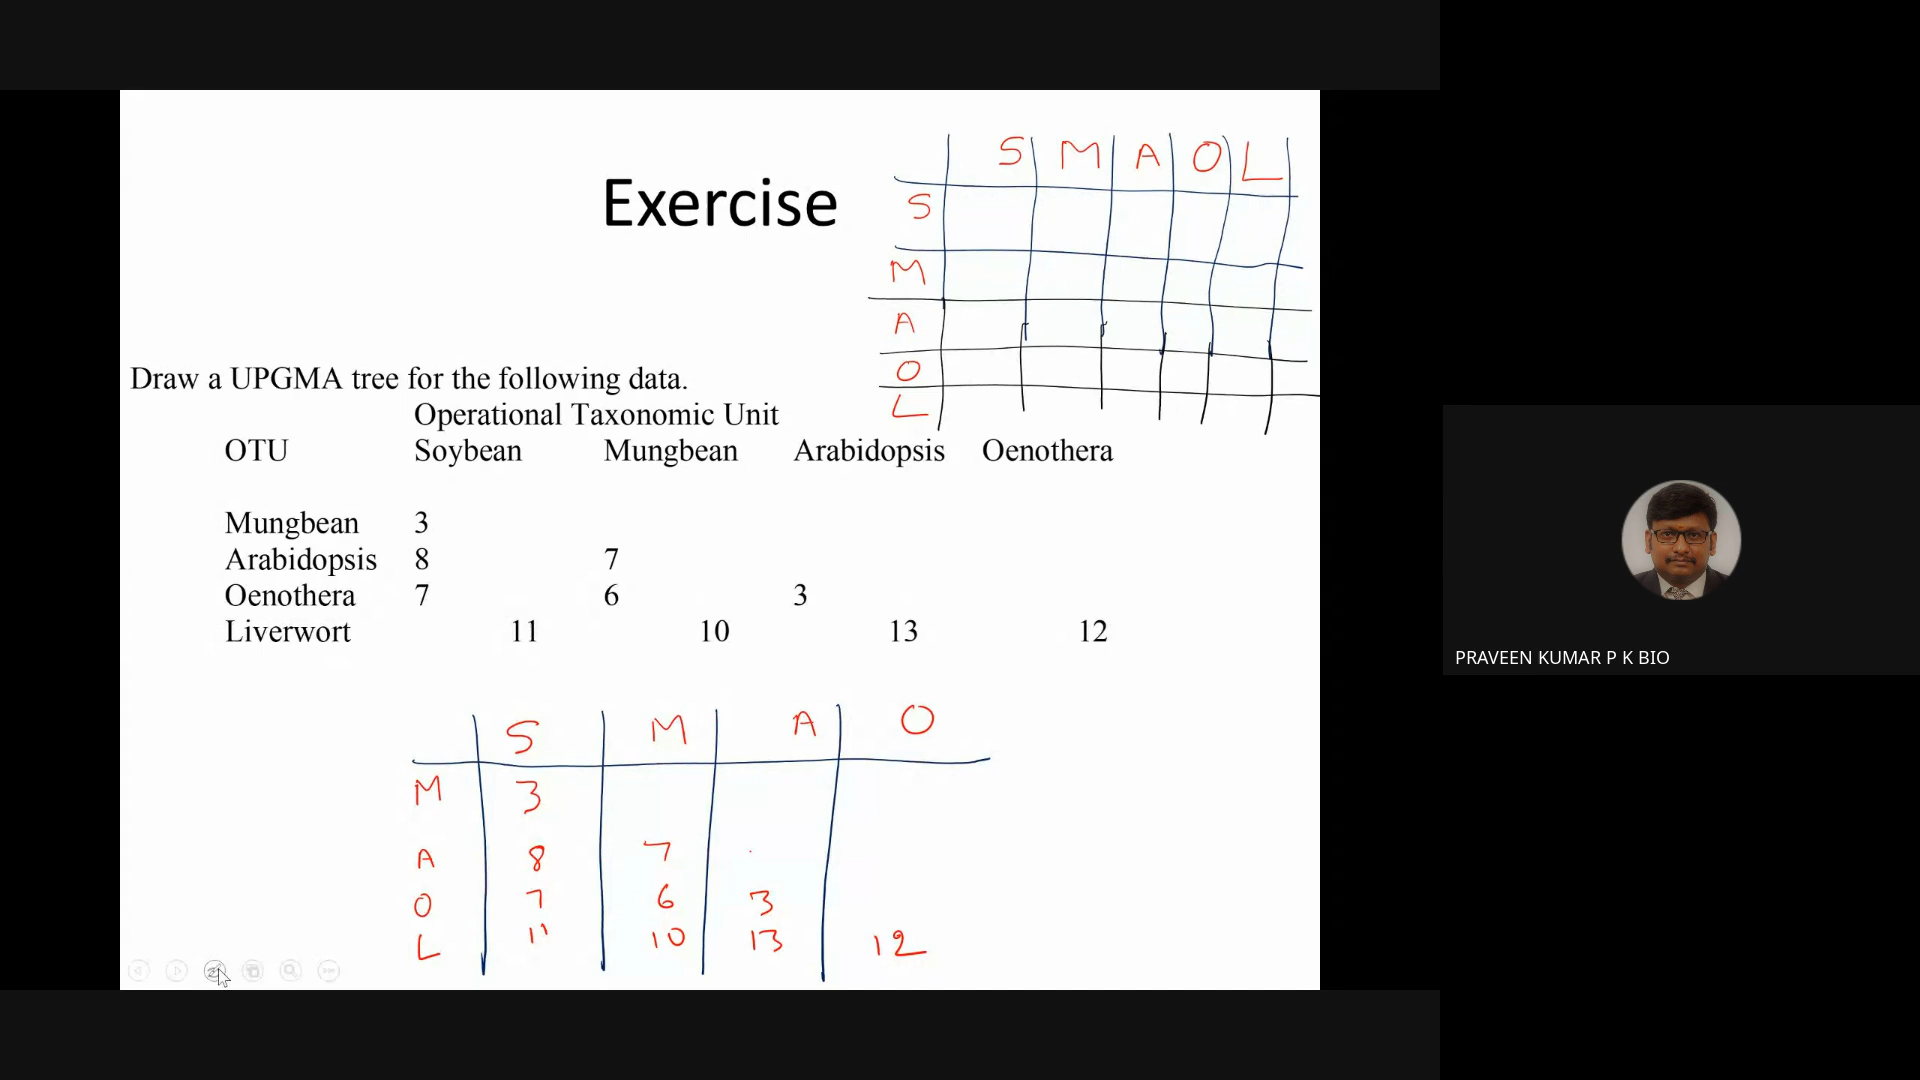 S M A O L
Exercise
S
M
A
O
L
Draw a UPGMA tree for the following data.
Operational Taxonomic Unit
OTU Soybean Mungbean Arabidopsis Oenothera
Mungbean 3
Arabidopsis 8 7
Oenothera 7 6 3
Liverwort 11 10 13 12
PRAVEEN KUMAR P K BIO
S M A O
M 3
A 8 7
O 7 6 3
L 11 10 13 12